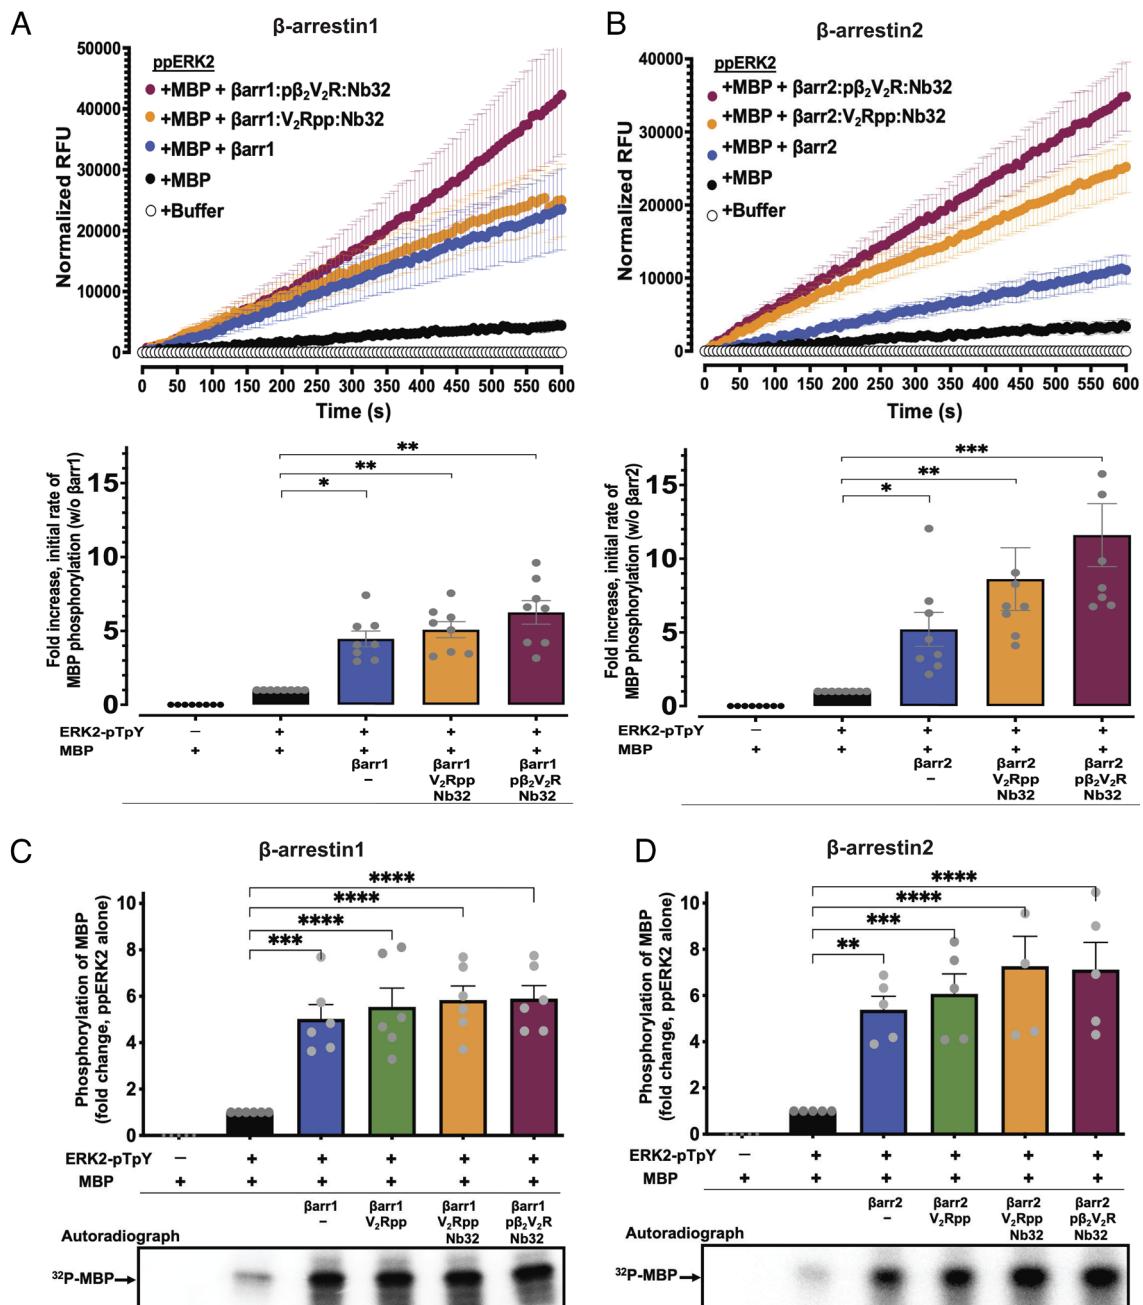 A
β-arrestin1
Normalized RFU
50000
40000
30000
20000
10000
0
ppERK2
+MBP + βarr1:pβ₂V₂R:Nb32
+MBP + βarr1:V₂Rpp:Nb32
+MBP + βarr1
+MBP
+Buffer
0 50 100 150 200 250 300 350 400 450 500 550 600
Time (s)
Fold increase, initial rate of
MBP phosphorylation (w/o βarr1)
15
10
5
0
**
**
*
ERK2-pTpY − + + + +
MBP + + + + +
βarr1 βarr1 βarr1
− V₂Rpp pβ₂V₂R
Nb32 Nb32
B
β-arrestin2
Normalized RFU
40000
30000
20000
10000
0
ppERK2
+MBP + βarr2:pβ₂V₂R:Nb32
+MBP + βarr2:V₂Rpp:Nb32
+MBP + βarr2
+MBP
+Buffer
0 50 100 150 200 250 300 350 400 450 500 550 600
Time (s)
Fold increase, initial rate of
MBP phosphorylation (w/o βarr2)
15
10
5
0
***
**
*
ERK2-pTpY − + + + +
MBP + + + + +
βarr2 βarr2 βarr2
− V₂Rpp pβ₂V₂R
Nb32 Nb32
C
β-arrestin1
Phosphorylation of MBP
(fold change, ppERK2 alone)
10
8
6
4
2
0
****
****
****
***
ERK2-pTpY − + + + + +
MBP + + + + + +
βarr1 βarr1 βarr1 βarr1
− V₂Rpp V₂Rpp pβ₂V₂R
Nb32 Nb32
Autoradiograph
³²P-MBP→
D
β-arrestin2
Phosphorylation of MBP
(fold change, ppERK2 alone)
10
8
6
4
2
0
****
****
***
**
ERK2-pTpY − + + + + +
MBP + + + + + +
βarr2 βarr2 βarr2 βarr2
− V₂Rpp V₂Rpp pβ₂V₂R
Nb32 Nb32
Autoradiograph
³²P-MBP→